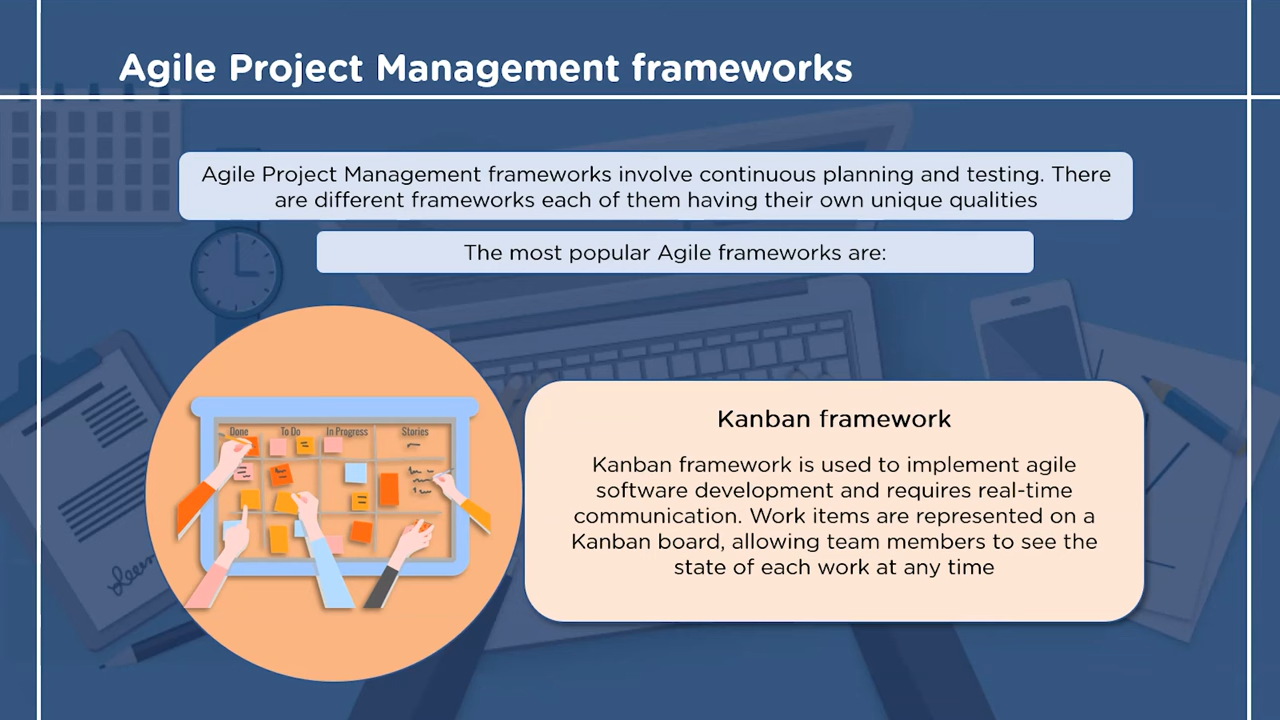 Agile Project Management frameworks
Agile Project Management frameworks involve continuous planning and testing. There
are different frameworks each of them having their own unique qualities
The most popular Agile frameworks are:
Done To Do In Progress Stories
Kanban framework
Kanban framework is used to implement agile
software development and requires real-time
communication. Work items are represented on a
Kanban board, allowing team members to see the
state of each work at any time